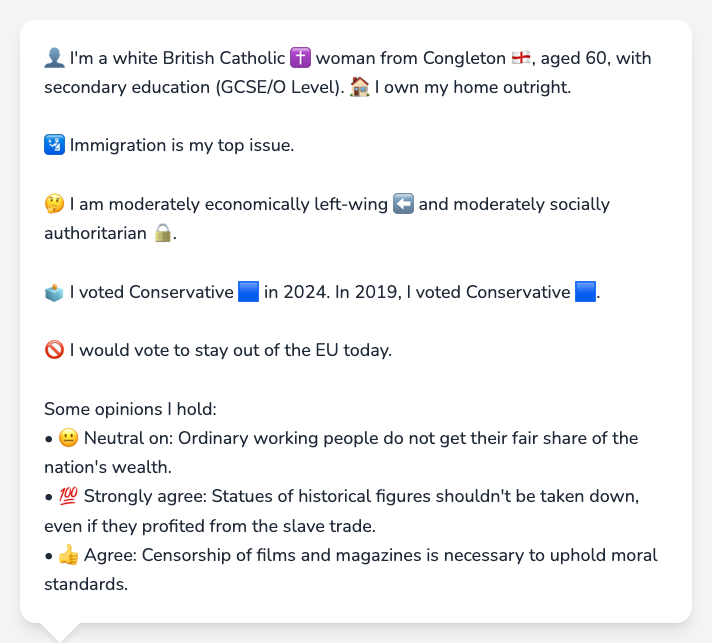 👤 I'm a white British Catholic ✝️ woman from Congleton 🏴󠁧󠁢󠁥󠁮󠁧󠁿, aged 60, with
secondary education (GCSE/O Level). 🏠 I own my home outright.
🛂 Immigration is my top issue.
🤔 I am moderately economically left-wing ⬅️ and moderately socially
authoritarian 🔒.
🗳️ I voted Conservative 🟦 in 2024. In 2019, I voted Conservative 🟦.
🚫 I would vote to stay out of the EU today.
Some opinions I hold:
• 😐 Neutral on: Ordinary working people do not get their fair share of the
nation's wealth.
• 💯 Strongly agree: Statues of historical figures shouldn't be taken down,
even if they profited from the slave trade.
• 👍 Agree: Censorship of films and magazines is necessary to uphold moral
standards.